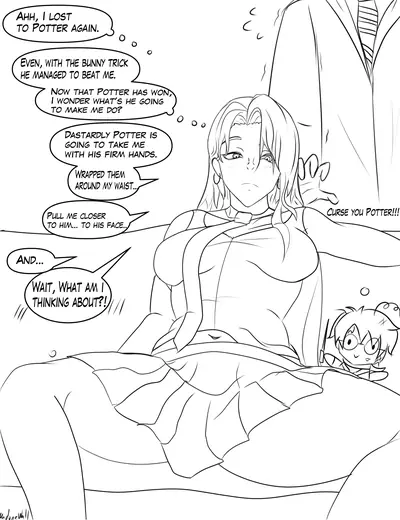 Ahh, I lost
to Potter again.
Even, with the bunny trick
he managed to beat me.
Now that Potter has won,
I wonder what's he going
to make me do?
Dastardly Potter is
going to take me
with his firm hands.
Wrapped them
around my waist...
Pull me closer
to him... to his face...
And...
Wait, What am I
thinking about?!
Curse you Potter!!!